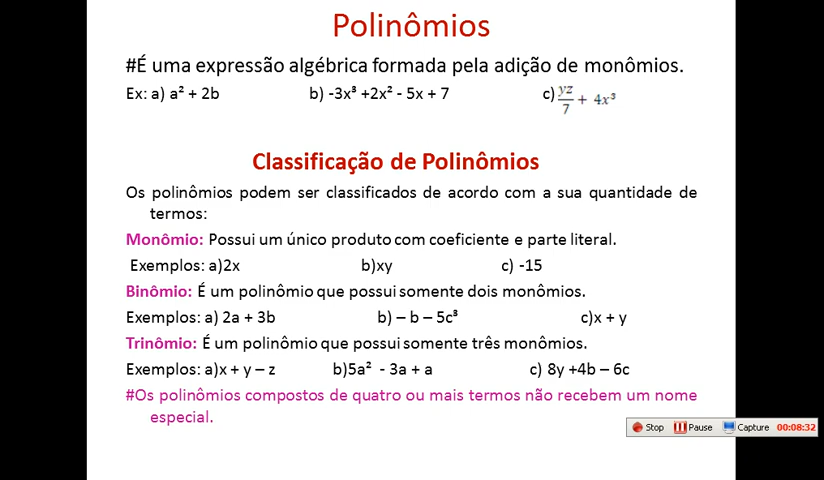 Polinômios
#É uma expressão algébrica formada pela adição de monômios.
Ex: a) a² + 2b b) -3x³ +2x² - 5x + 7 c) yz/7 + 4x³
Classificação de Polinômios
Os polinômios podem ser classificados de acordo com a sua quantidade de
termos:
Monômio: Possui um único produto com coeficiente e parte literal.
Exemplos: a)2x b)xy c) -15
Binômio: É um polinômio que possui somente dois monômios.
Exemplos: a) 2a + 3b b) – b – 5c³ c)x + y
Trinômio: É um polinômio que possui somente três monômios.
Exemplos: a)x + y – z b)5a² - 3a + a c) 8y +4b – 6c
#Os polinômios compostos de quatro ou mais termos não recebem um nome
especial.
Stop Pause Capture 00:08:32